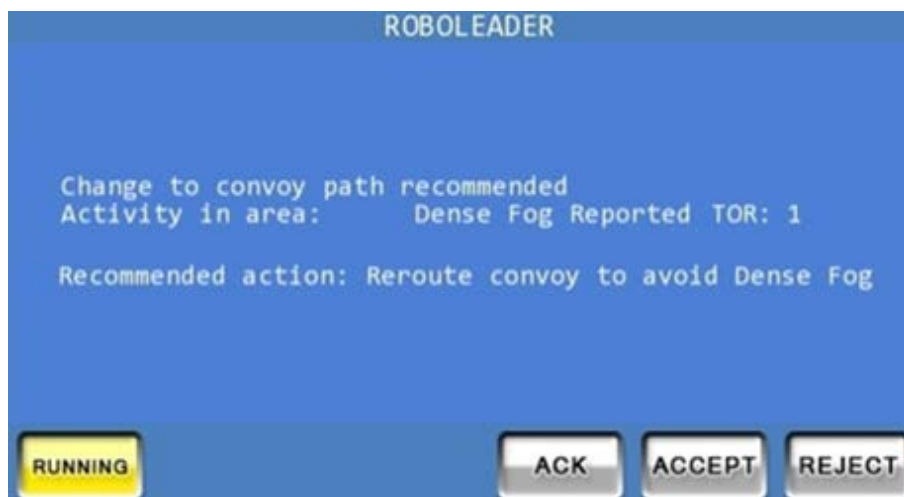 ROBOLEADER
Change to convoy path recommended
Activity in area: Dense Fog Reported TOR: 1
Recommended action: Reroute convoy to avoid Dense Fog
RUNNING ACK ACCEPT REJECT